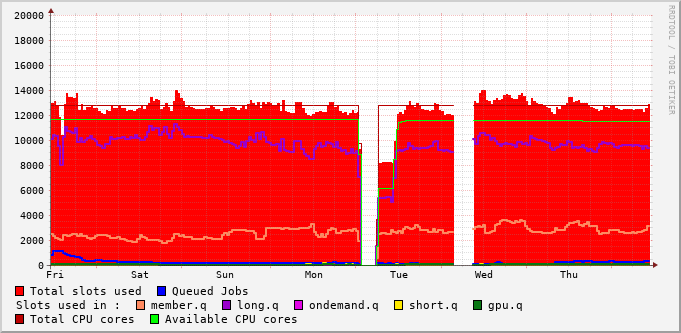 20000
18000
16000
14000
12000
10000
8000
6000
4000
2000
0
Fri Sat Sun Mon Tue Wed Thu
Total slots used Queued Jobs
Slots used in : member.q long.q ondemand.q short.q gpu.q
Total CPU cores Available CPU cores
RRDTOOL / TOBI OETIKER